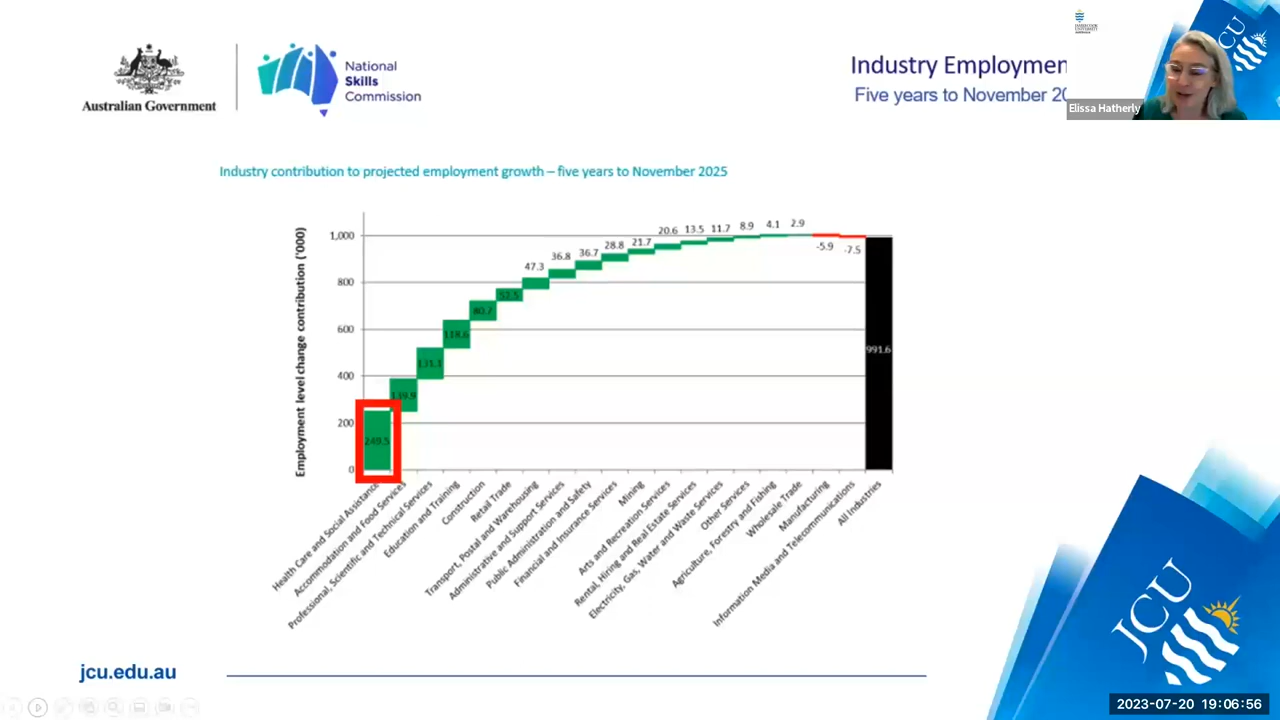 Australian Government
National
Skills
Commission
Industry Employmen
Five years to November 20
JCU
Elissa Hatherly
Industry contribution to projected employment growth – five years to November 2025
Employment level change contribution ('000)
1,000
800
600
400
200
0
249.5
139.9
131.3
118.6
80.7
52.5
47.3
36.8
36.7
28.8
21.7
20.6
13.5
11.7
8.9
4.1
2.9
-5.9
-7.5
991.6
Health Care and Social Assistance
Accommodation and Food Services
Professional, Scientific and Technical Services
Education and Training
Construction
Retail Trade
Transport, Postal and Warehousing
Administrative and Support Services
Public Administration and Safety
Financial and Insurance Services
Mining
Arts and Recreation Services
Rental, Hiring and Real Estate Services
Electricity, Gas, Water and Waste Services
Other Services
Agriculture, Forestry and Fishing
Wholesale Trade
Manufacturing
Information Media and Telecommunications
All Industries
JCU
jcu.edu.au
2023-07-20 19:06:56